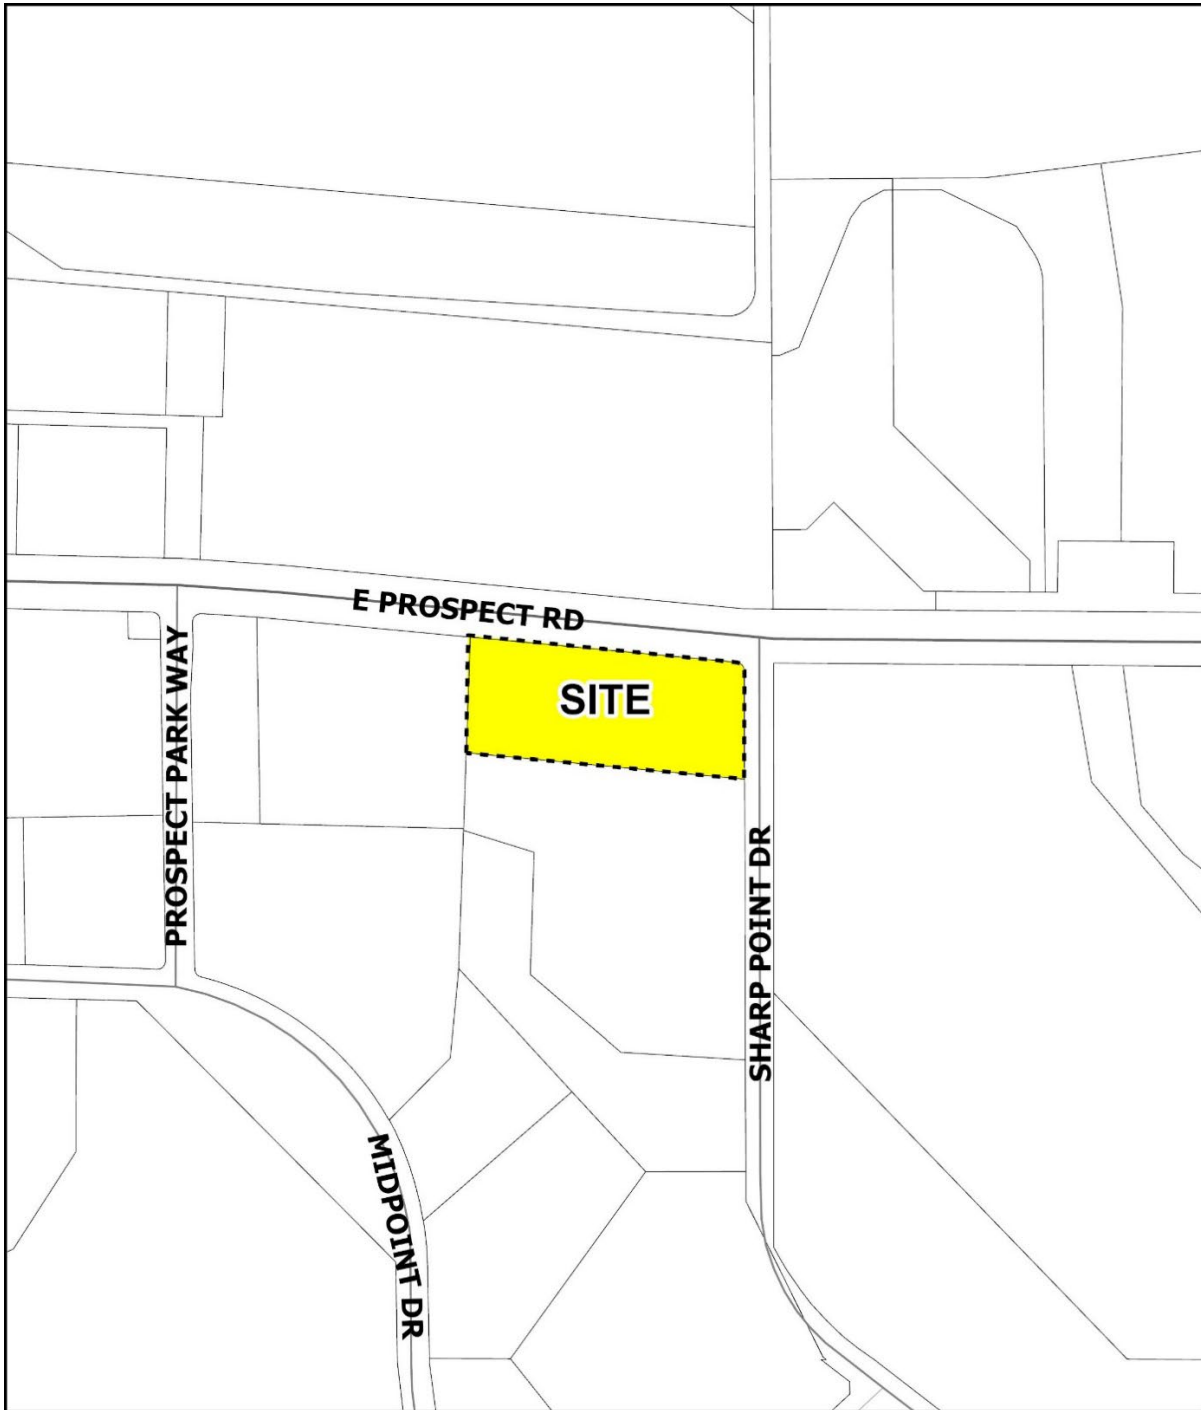 E PROSPECT RD
SITE
PROSPECT PARK WAY
SHARP POINT DR
MIDPOINT DR